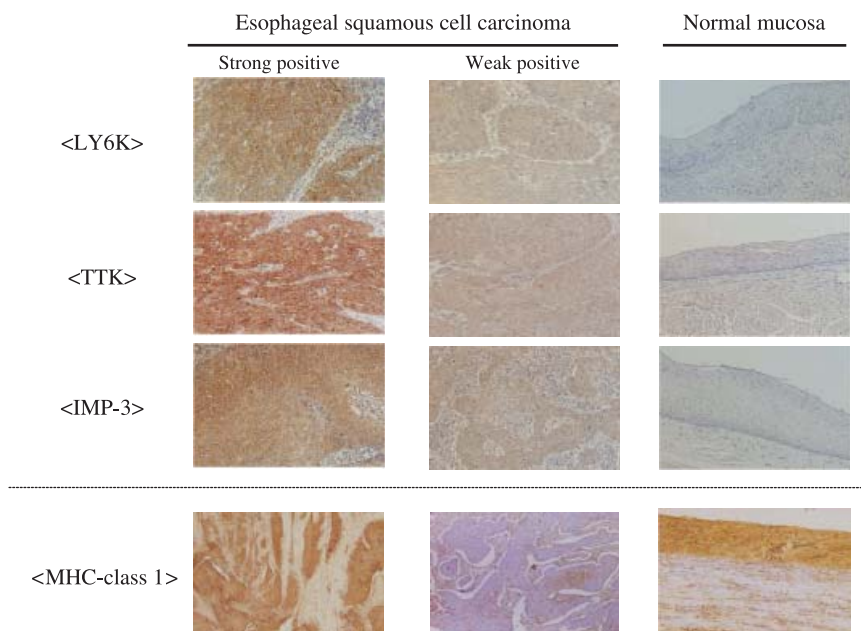 Esophageal squamous cell carcinoma
Normal mucosa
Strong positive
Weak positive
<LY6K>
<TTK>
<IMP-3>
<MHC-class 1>